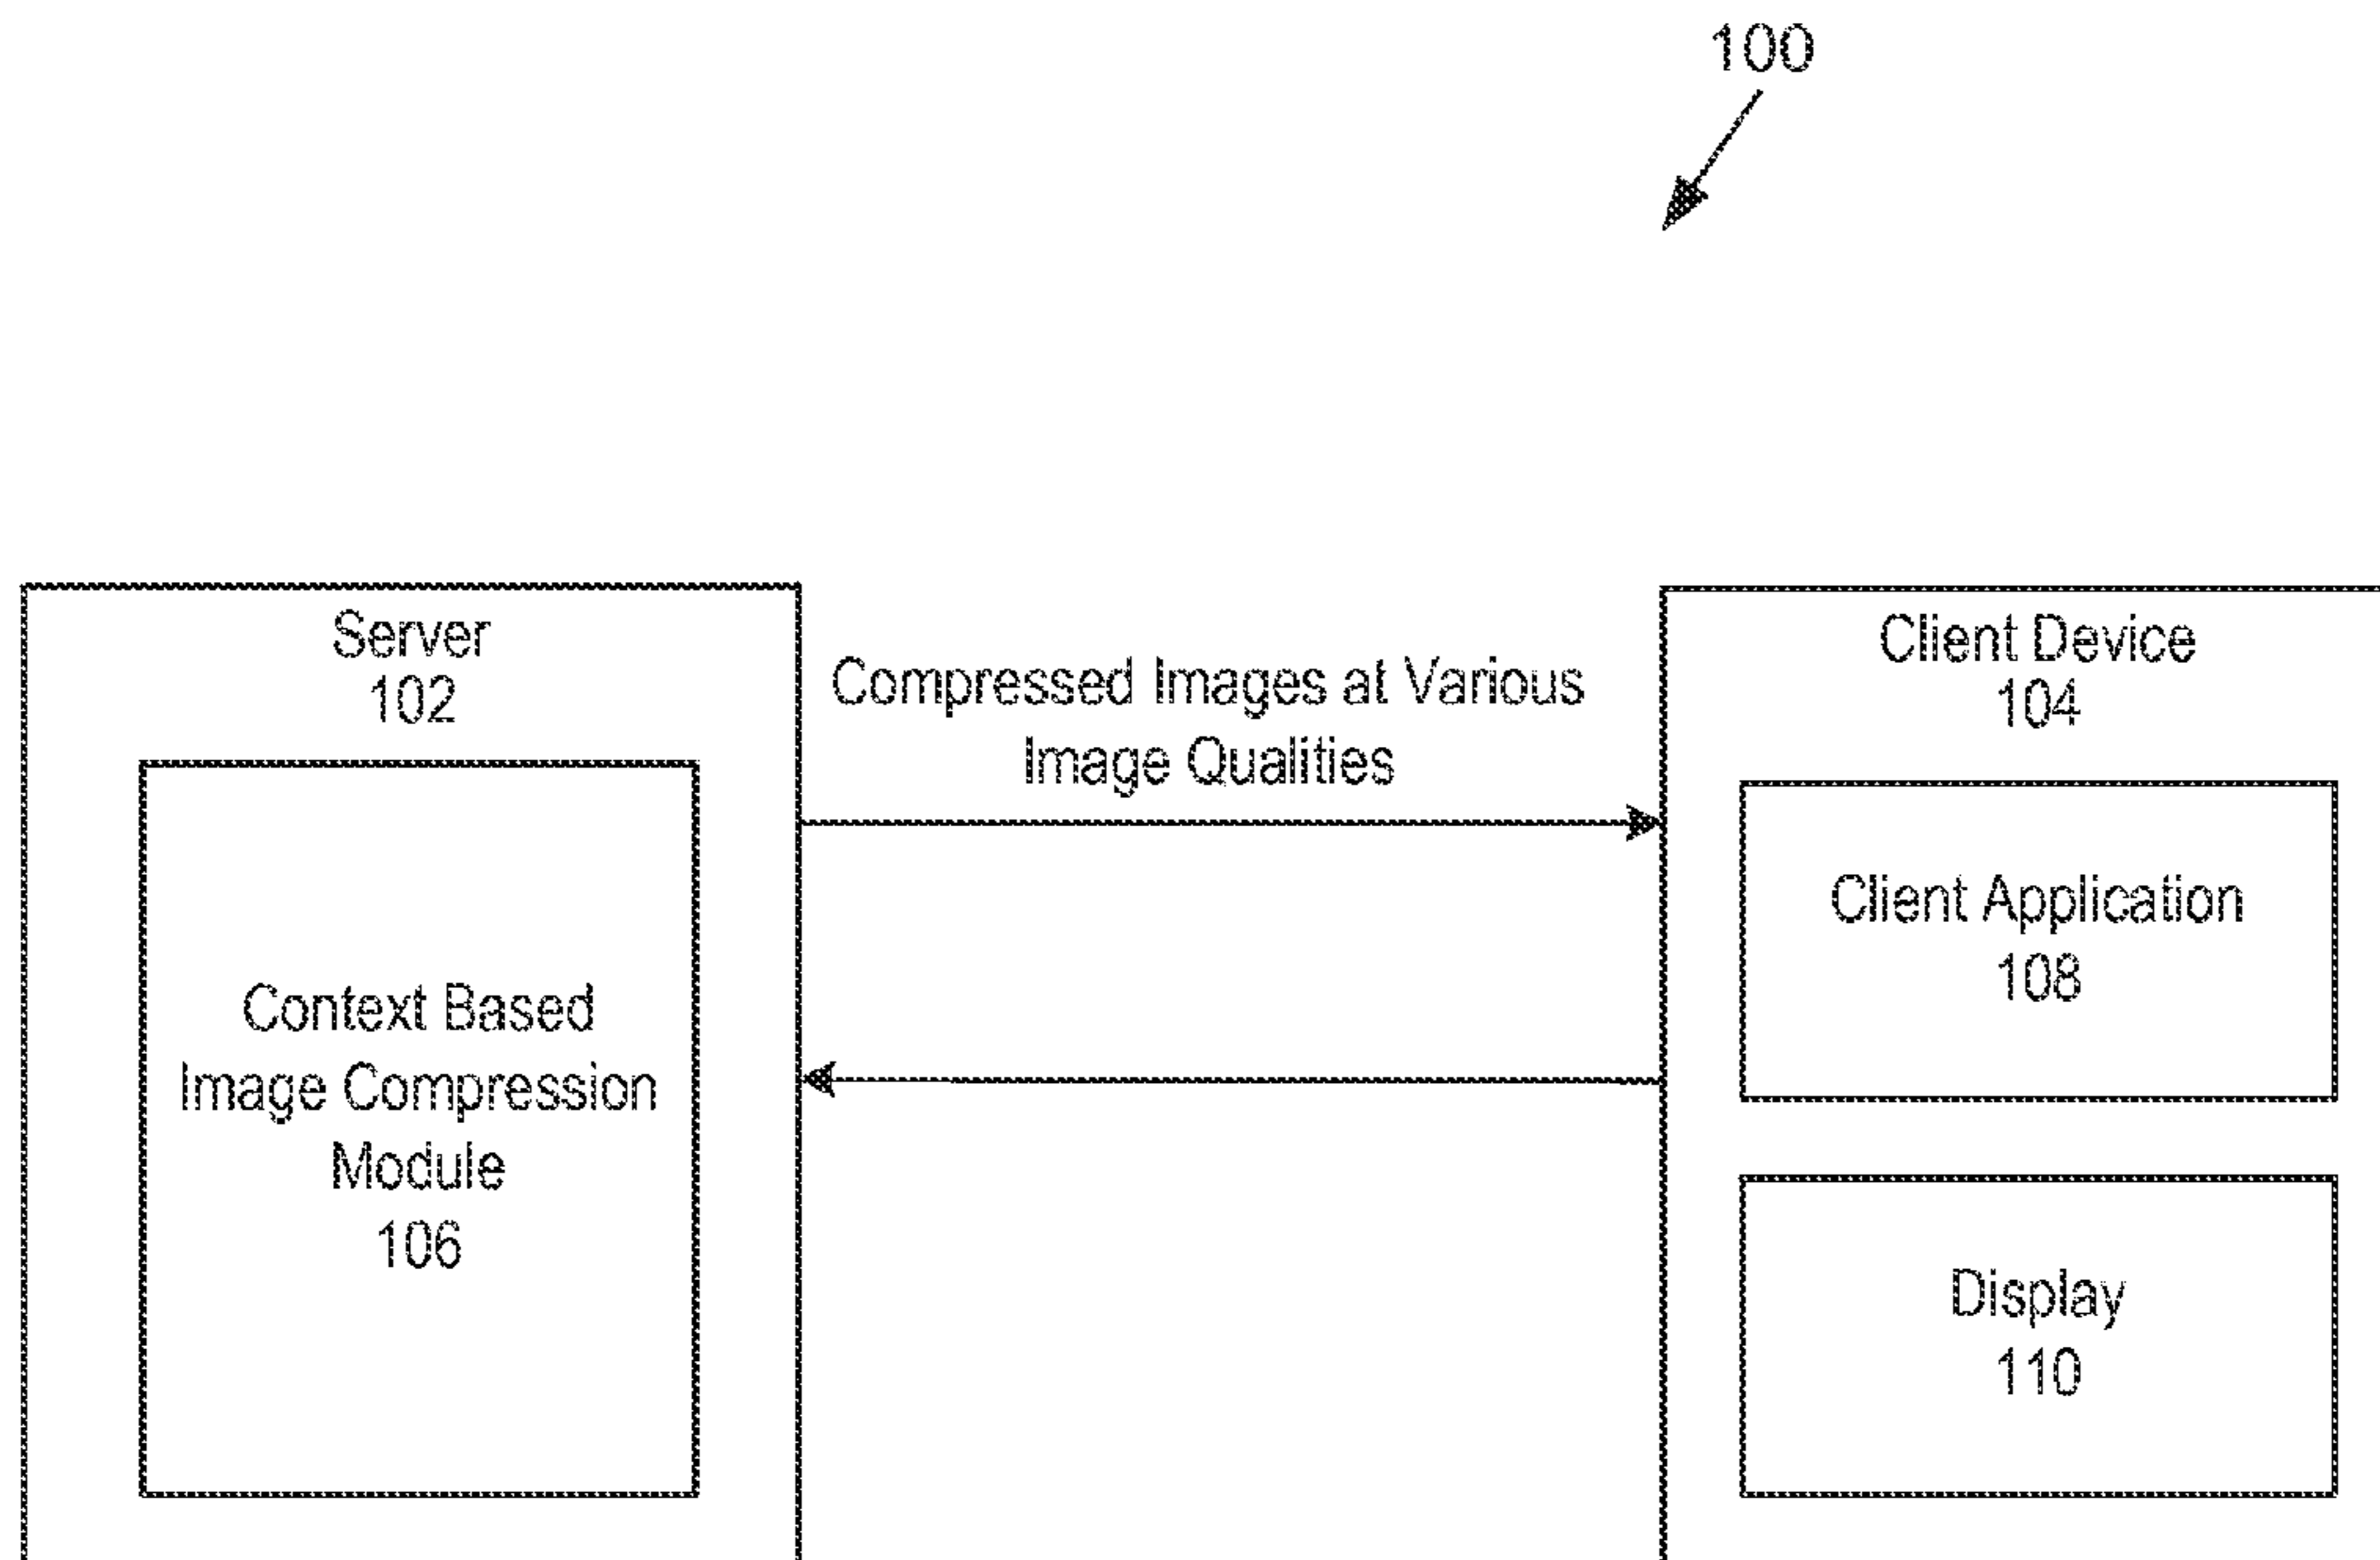 100
Server
102
Context Based
Image Compression
Module
106
Compressed Images at Various
Image Qualities
Client Device
104
Client Application
108
Display
110